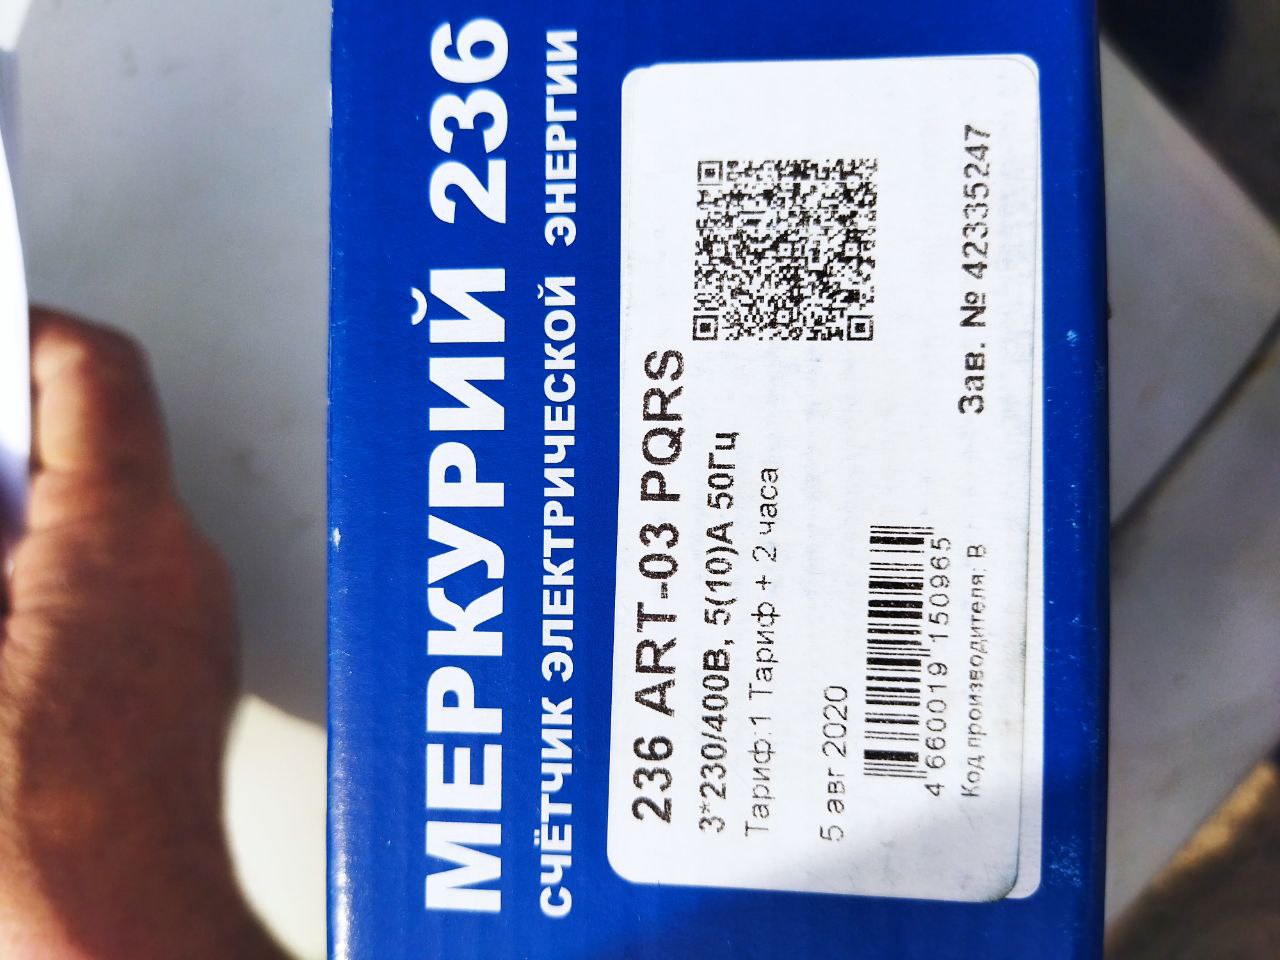 МЕРКУРИЙ 236
СЧЁТЧИК ЭЛЕКТРИЧЕСКОЙ ЭНЕРГИИ
236 ART-03 PQRS
3*230/400В, 5(10)А 50Гц
Тариф:1 Тариф + 2 часа
5 авг 2020
4 660019 150965
Код производителя: В
Зав. № 42335247